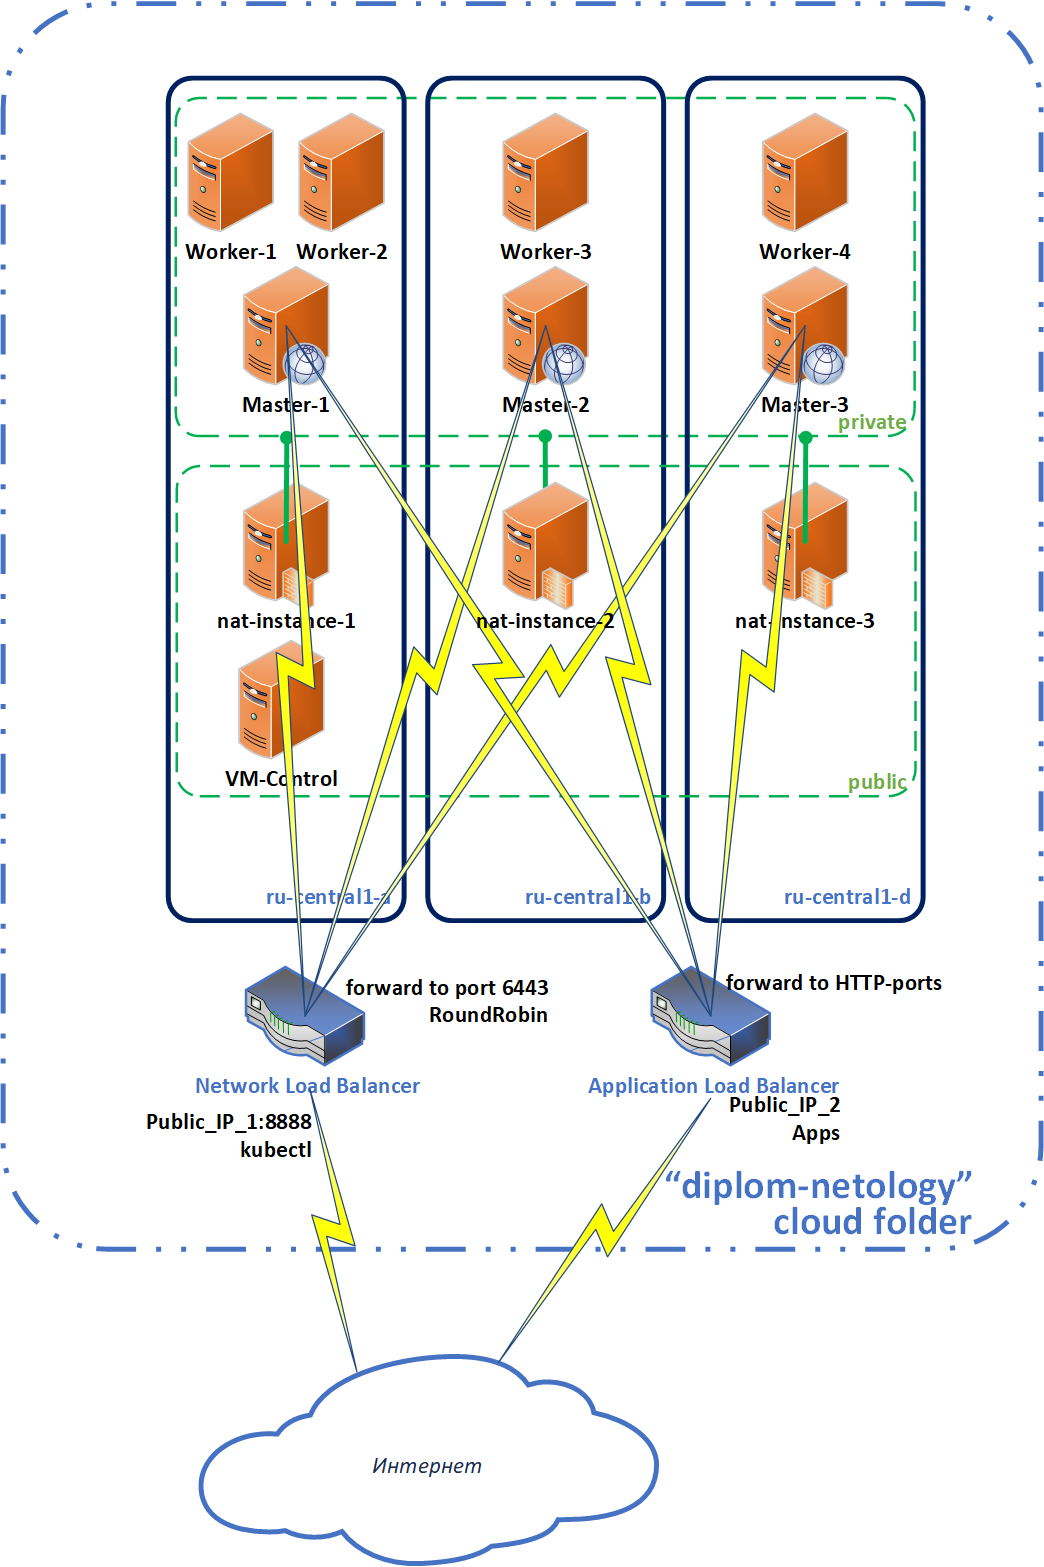 Worker-1
Worker-2
Worker-3
Worker-4
Master-1
Master-2
Master-3
private
nat-instance-1
nat-instance-2
nat-instance-3
VM-Control
public
ru-central1-a
ru-central1-b
ru-central1-d
forward to port 6443
RoundRobin
forward to HTTP-ports
Network Load Balancer
Application Load Balancer
Public_IP_1:8888
kubectl
Public_IP_2
Apps
“diplom-netology”
cloud folder
Интернет